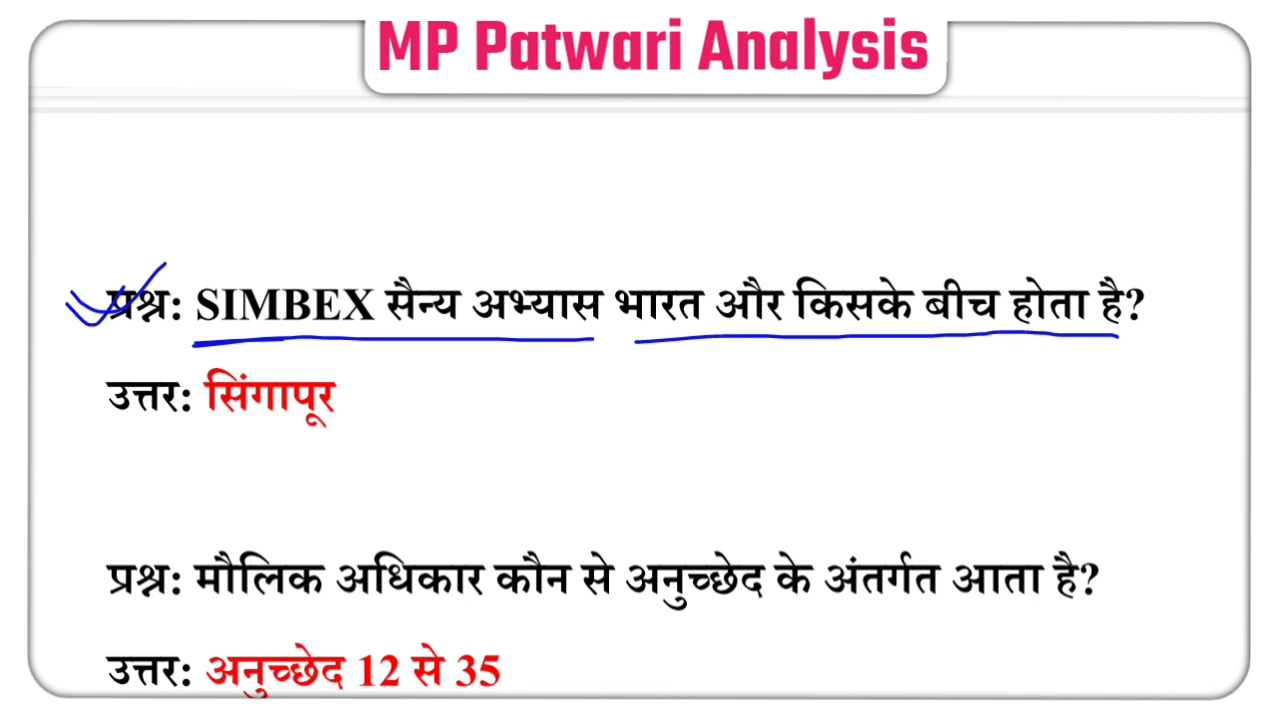 MP Patwari Analysis
प्रश्न: SIMBEX सैन्य अभ्यास भारत और किसके बीच होता है?
उत्तर: सिंगापूर
प्रश्न: मौलिक अधिकार कौन से अनुच्छेद के अंतर्गत आता है?
उत्तर: अनुच्छेद 12 से 35